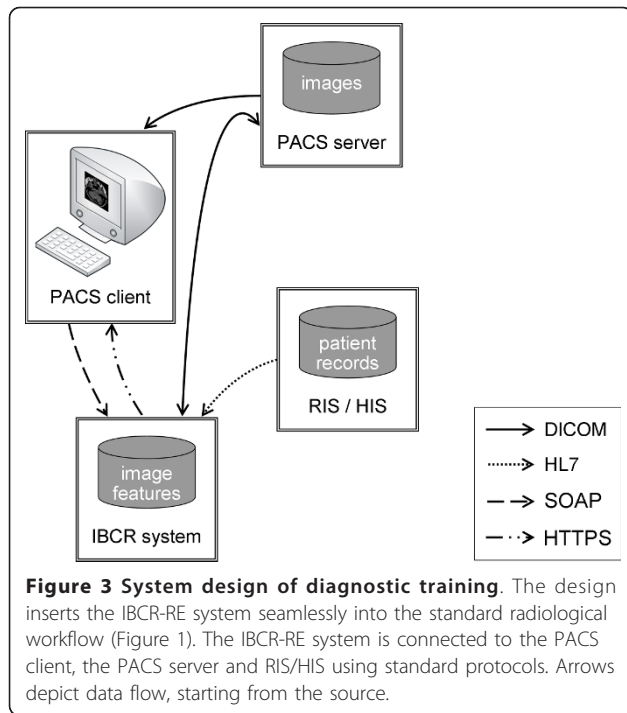 images
PACS server
PACS client
patient
records
RIS / HIS
image
features
IBCR system
DICOM
HL7
SOAP
HTTPS
Figure 3 System design of diagnostic training. The design
inserts the IBCR-RE system seamlessly into the standard radiological
workflow (Figure 1). The IBCR-RE system is connected to the PACS
client, the PACS server and RIS/HIS using standard protocols. Arrows
depict data flow, starting from the source.